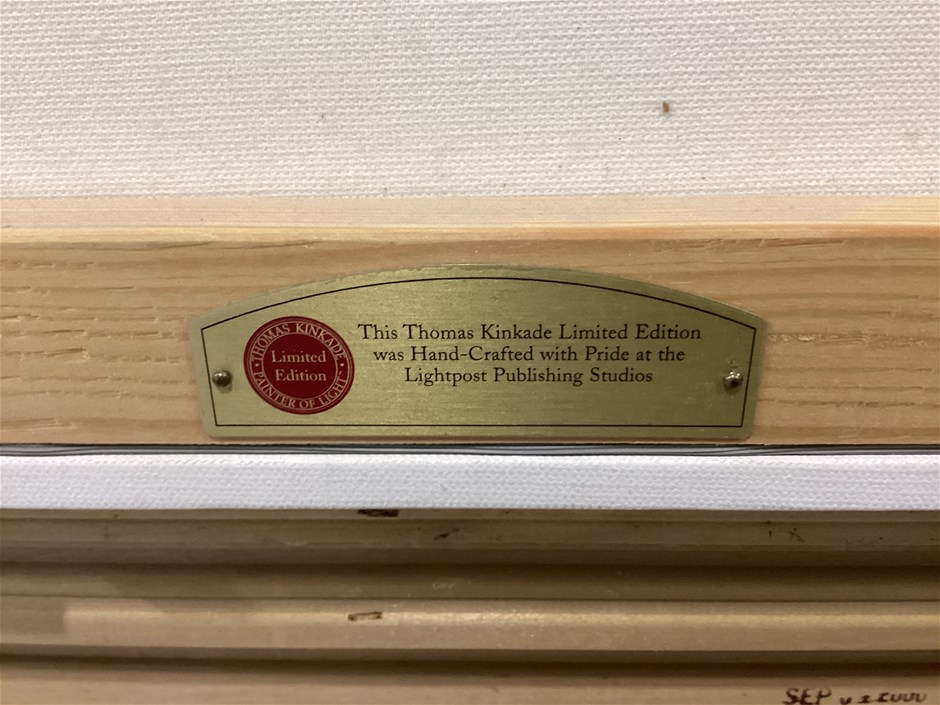 THOMAS KINKADE
Limited
Edition
PAINTER OF LIGHT
This Thomas Kinkade Limited Edition
was Hand-Crafted with Pride at the
Lightpost Publishing Studios
SEP